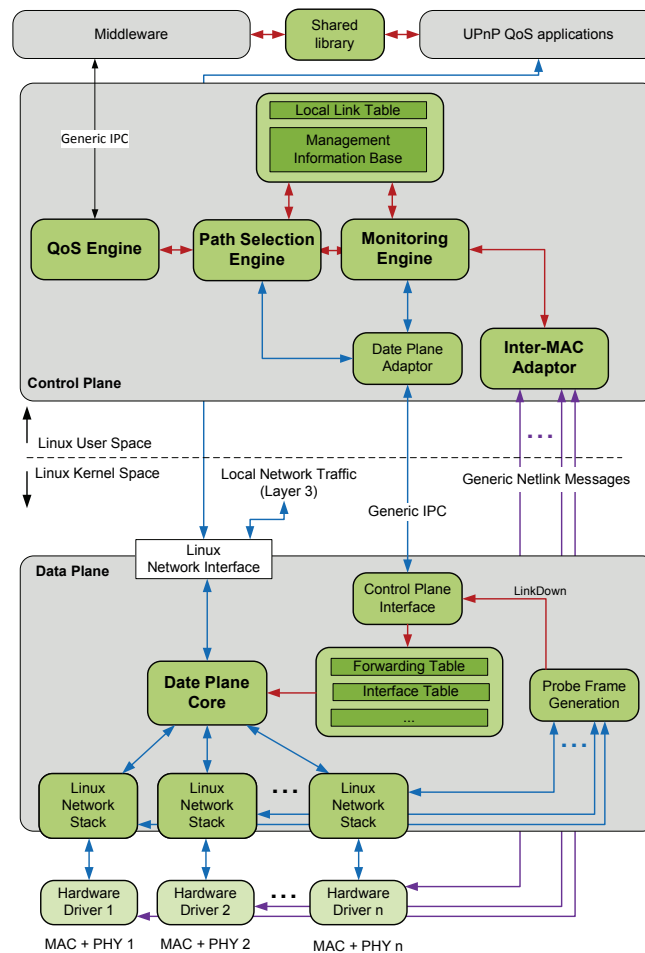 Middleware
Shared
library
UPnP QoS applications
Generic IPC
Local Link Table
Management
Information Base
QoS Engine
Path Selection
Engine
Monitoring
Engine
Date Plane
Adaptor
Inter-MAC
Adaptor
Control Plane
...
Linux User Space
Linux Kernel Space
Local Network Traffic
(Layer 3)
Generic IPC
Generic Netlink Messages
Linux
Network Interface
Data Plane
Control Plane
Interface
LinkDown
Forwarding Table
Interface Table
...
Date Plane
Core
Probe Frame
Generation
...
Linux
Network
Stack
Linux
Network
Stack
...
Linux
Network
Stack
Hardware
Driver 1
Hardware
Driver 2
...
Hardware
Driver n
MAC + PHY 1
MAC + PHY 2
MAC + PHY n